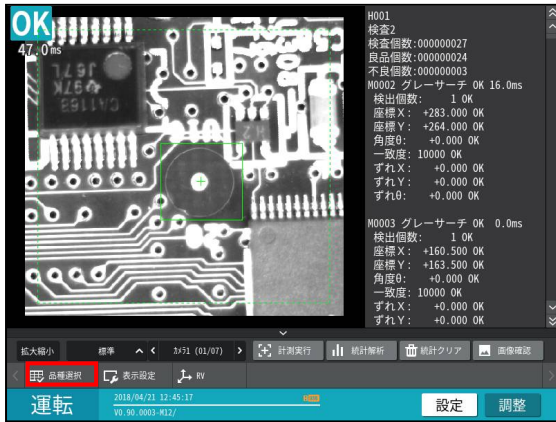 OK
47.0ms
H001
検査2
検査個数:000000027
良品個数:000000024
不良個数:000000003
M0002 グレーサーチ OK 16.0ms
検出個数: 1 OK
座標X: +283.000 OK
座標Y: +264.000 OK
角度θ: +0.000 OK
一致度: 10000 OK
ずれX: +0.000 OK
ずれY: +0.000 OK
ずれθ: +0.000 OK
M0003 グレーサーチ OK 0.0ms
検出個数: 1 OK
座標X: +160.500 OK
座標Y: +163.500 OK
角度θ: +0.000 OK
一致度: 10000 OK
ずれX: +0.000 OK
ずれY: +0.000 OK
拡大縮小 標準 カメラ1 (01/07) 計測実行 統計解析 統計クリア 画像確認
品種選択 表示設定 RV
運転 2018/04/21 12:45:17 設定 調整
V0.90.0003-M12/